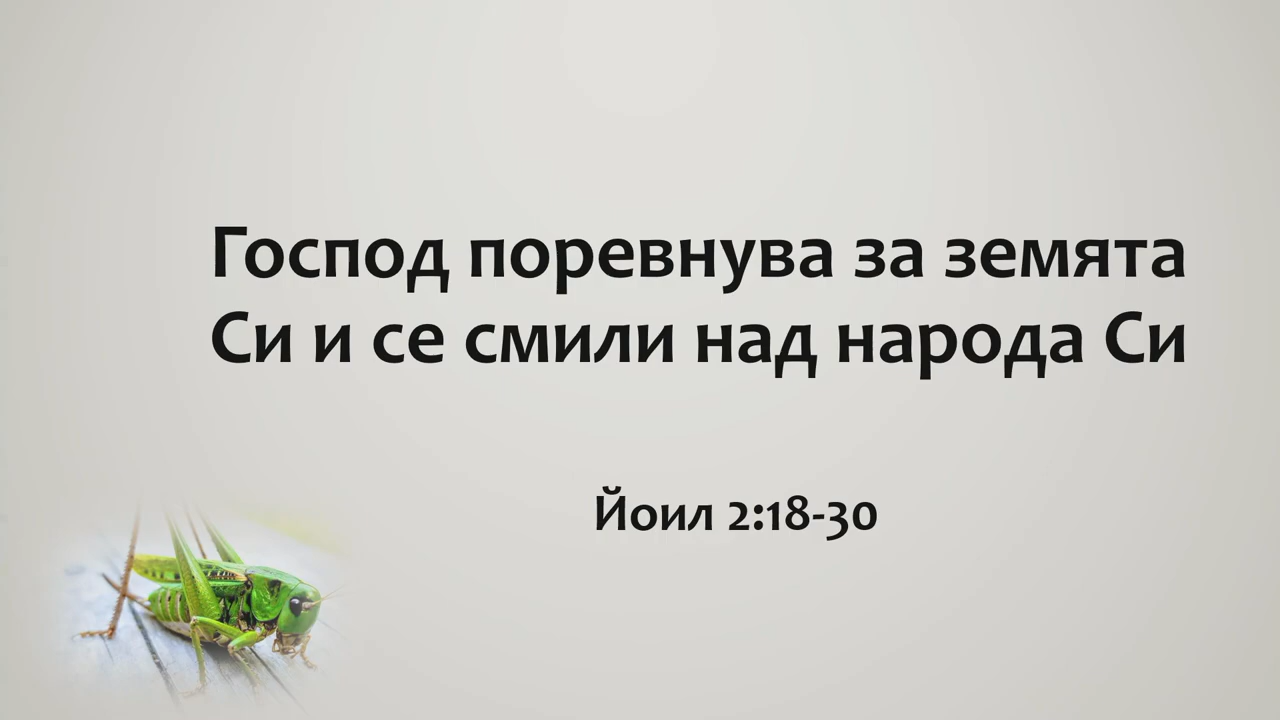 Господ поревнува за земята
Си и се смили над народа Си
Йоил 2:18-30